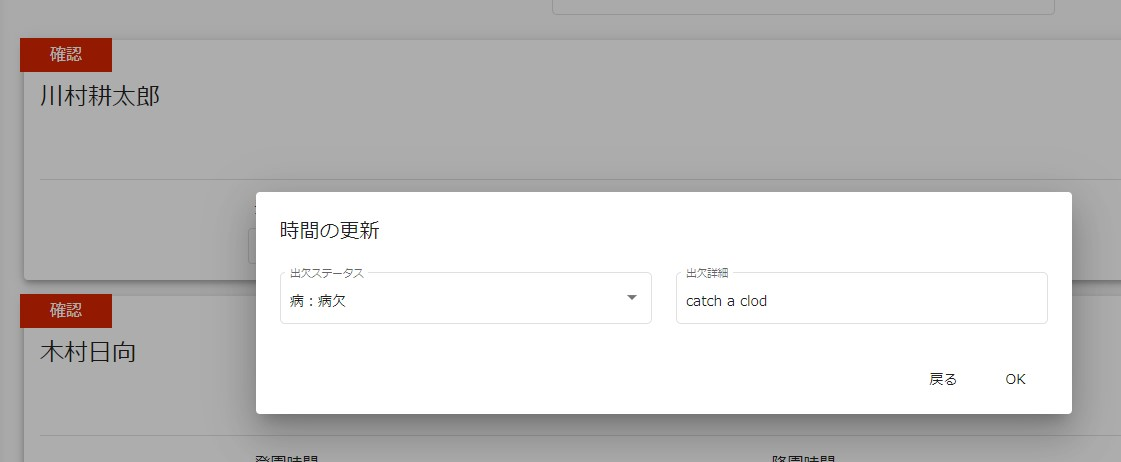 確認
川村耕太郎
時間の更新
出欠ステータス
病：病欠
出欠詳細
catch a clod
戻る
OK
確認
木村日向
登園時間
降園時間